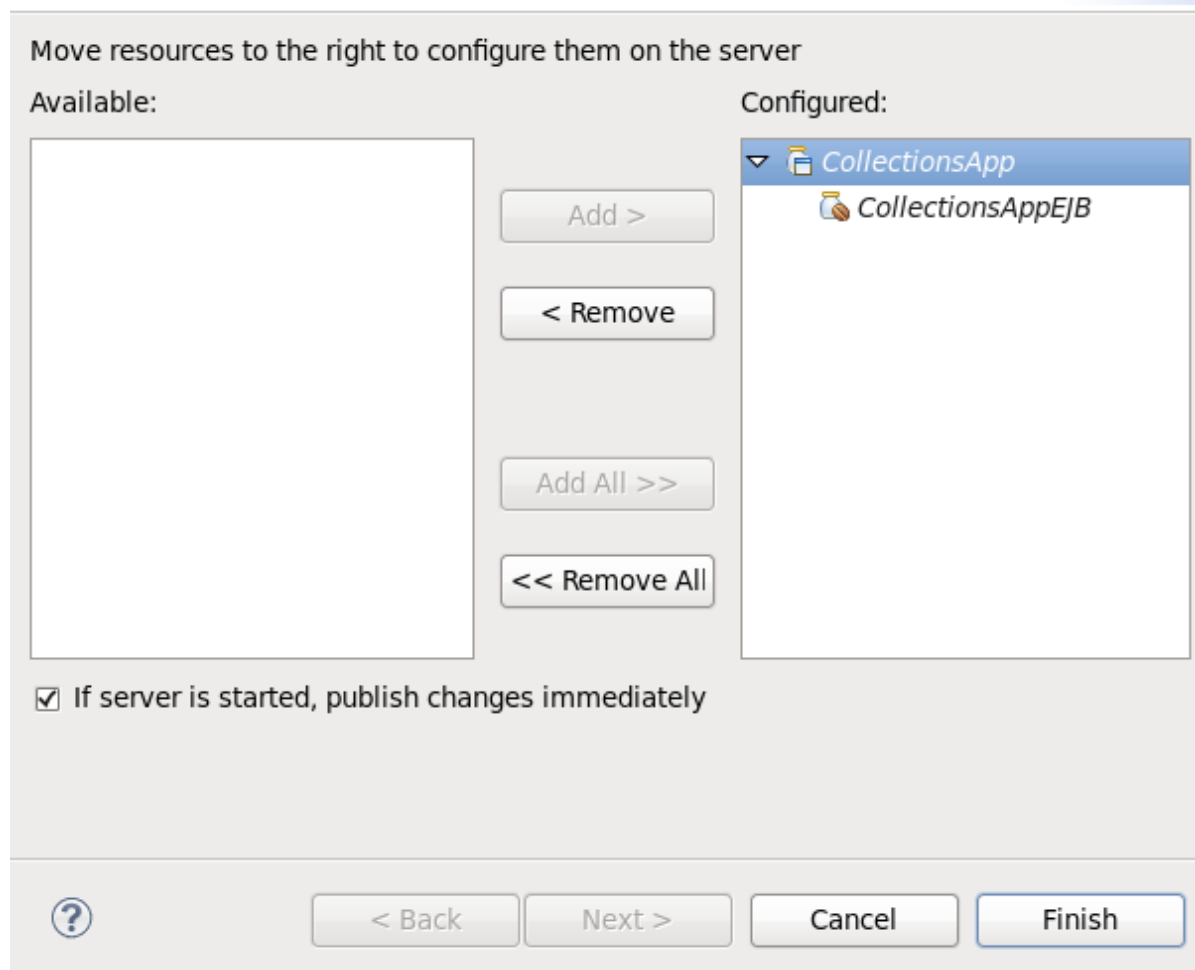 Move resources to the right to configure them on the server
Available:
Configured:
CollectionsApp
CollectionsAppEJB
Add >
< Remove
Add All >>
<< Remove All
If server is started, publish changes immediately
?
< Back
Next >
Cancel
Finish